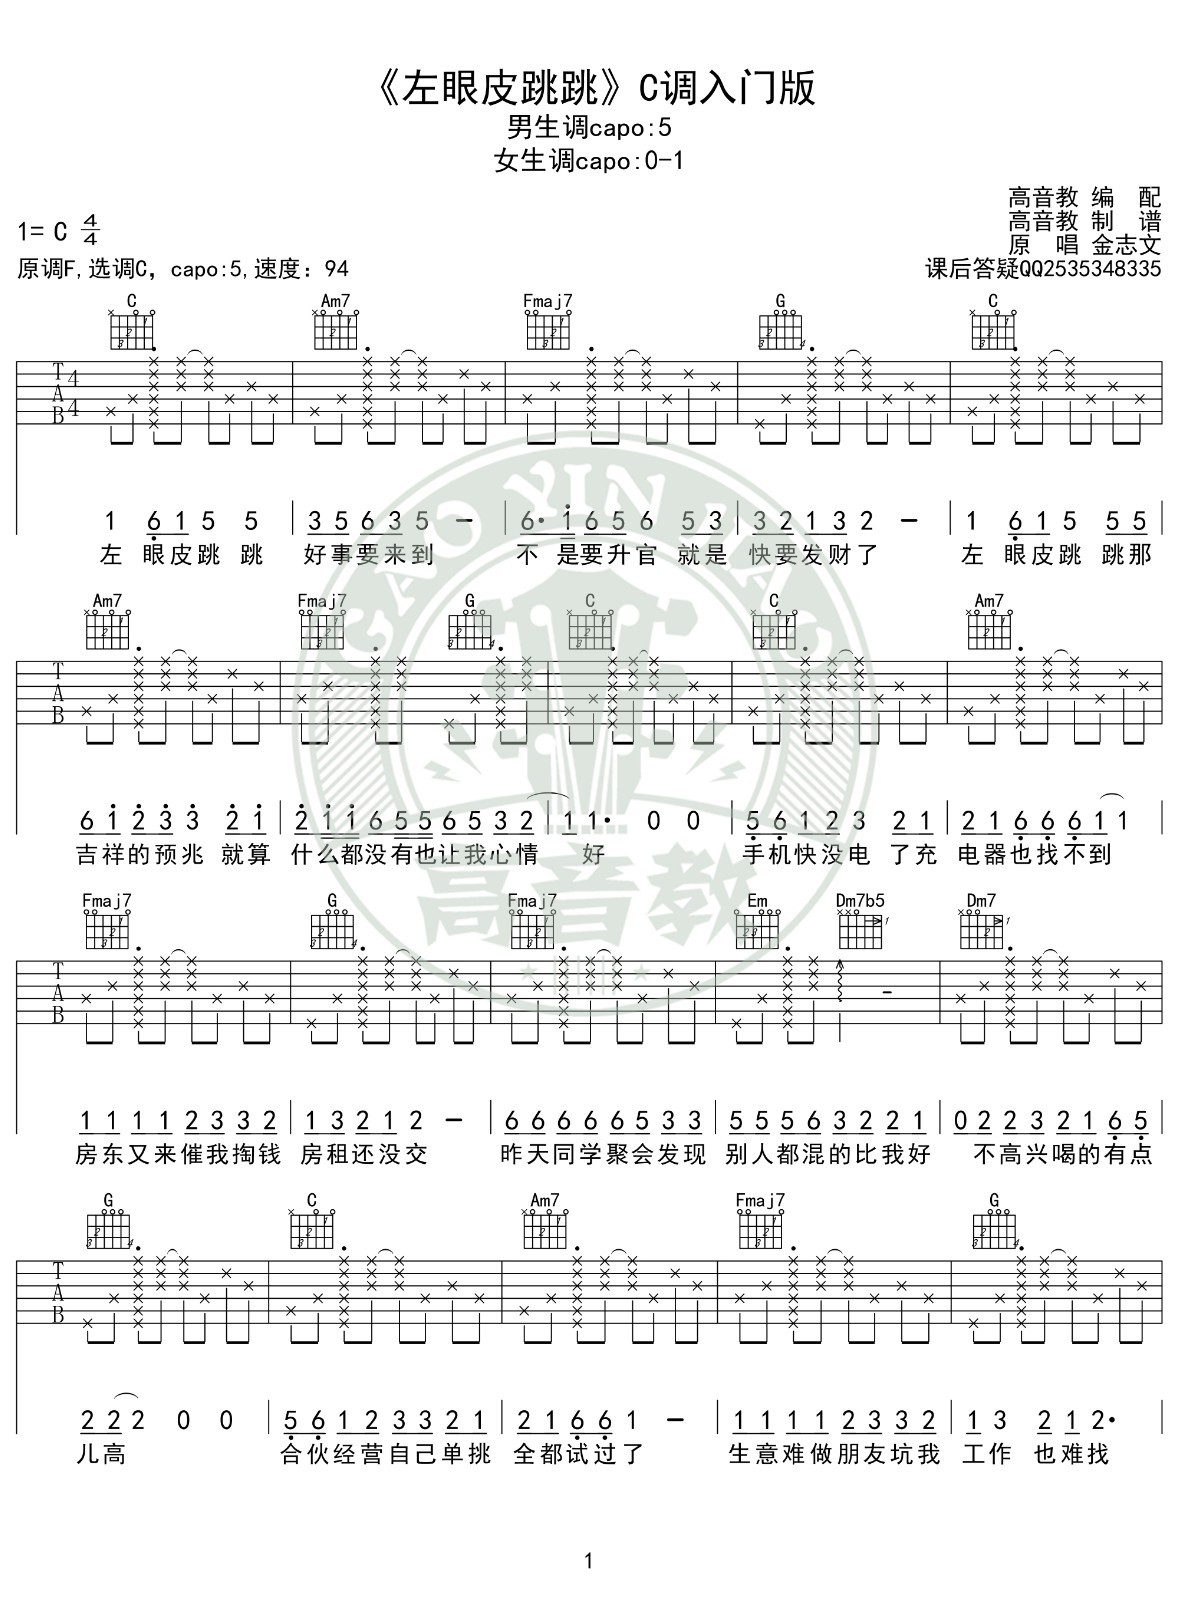 《左眼皮跳跳》C调入门版
男生调capo:5
女生调capo:0-1
高音教 编 配
高音教 制 谱
原 唱 金志文
课后答疑QQ2535348335
1= C 4/4
原调F,选调C, capo:5,速度: 94
C Am7 Fmaj7 G C
T A B 4 4
1 6 1 5 5 | 3 5 6 3 5 - | 6· 1 6 5 6 5 3 | 3 2 1 3 2 - | 1 6 1 5 5 5
左 眼皮跳 跳 好事要来到 不 是要升官 就是 快要发财了 左 眼皮跳 跳那
Am7 Fmaj7 G C C Am7
T A B
6 1 2 3 3 2 1 | 2 1 1 6 5 5 6 5 3 2 | 1 1· 0 0 | 5 6 1 2 3 2 1 | 2 1 6 6 6 1 1
吉祥的预兆 就算 什么都没有也让我心情 好 手机快没电 了充 电器也找不到
Fmaj7 G Fmaj7 Em Dm7b5 Dm7
T A B
1 1 1 1 2 3 3 2 | 1 3 2 1 2 - | 6 6 6 6 6 5 3 3 | 5 5 5 6 3 2 2 1 | 0 2 2 3 2 1 6 5
房东又来催我掏钱 房租还没交 昨天同学聚会发现 别人都混的比我好 不高兴喝的有点
G C Am7 Fmaj7 G
T A B
2 2 2 0 0 | 5 6 1 2 3 3 2 1 | 2 1 6 6 1 - | 1 1 1 1 2 3 3 2 | 1 3 2 1 2·
儿高 合伙经营自己单挑 全都试过了 生意难做朋友坑我 工作 也难找
GAO YIN JIAO
高音教
1